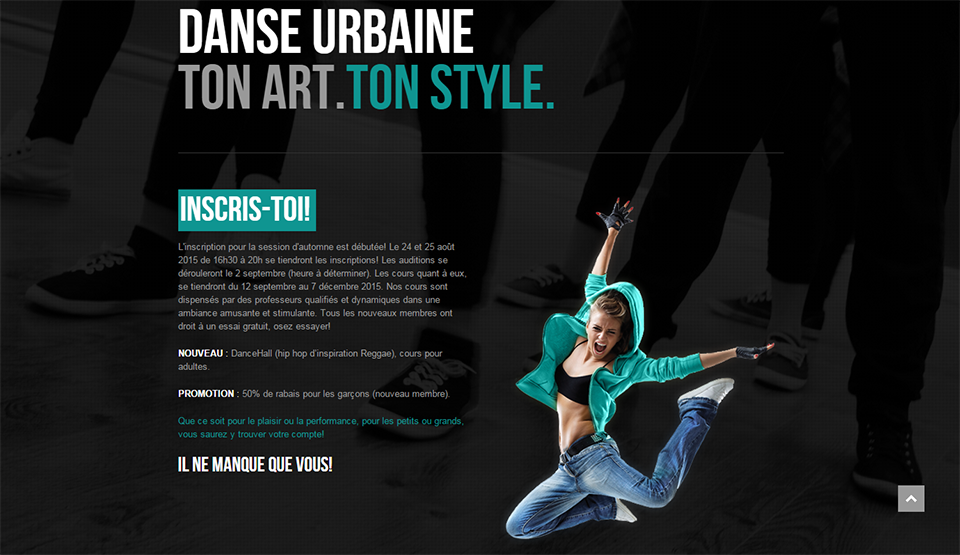 DANSE URBAINE
TON ART.TON STYLE.
INSCRIS-TOI!
L'inscription pour la session d'automne est débutée! Le 24 et 25 août
2015 de 16h30 à 20h se tiendront les inscriptions! Les auditions se
dérouleront le 2 septembre (heure à déterminer). Les cours quant à eux,
se tiendront du 12 septembre au 7 décembre 2015. Nos cours sont
dispensés par des professeurs qualifiés et dynamiques dans une
ambiance amusante et stimulante. Tous les nouveaux membres ont
droit à un essai gratuit, osez essayer!
NOUVEAU : DanceHall (hip hop d'inspiration Reggae), cours pour
adultes.
PROMOTION : 50% de rabais pour les garçons (nouveau membre).
Que ce soit pour le plaisir ou la performance, pour les petits ou grands,
vous saurez y trouver votre compte!
IL NE MANQUE QUE VOUS!